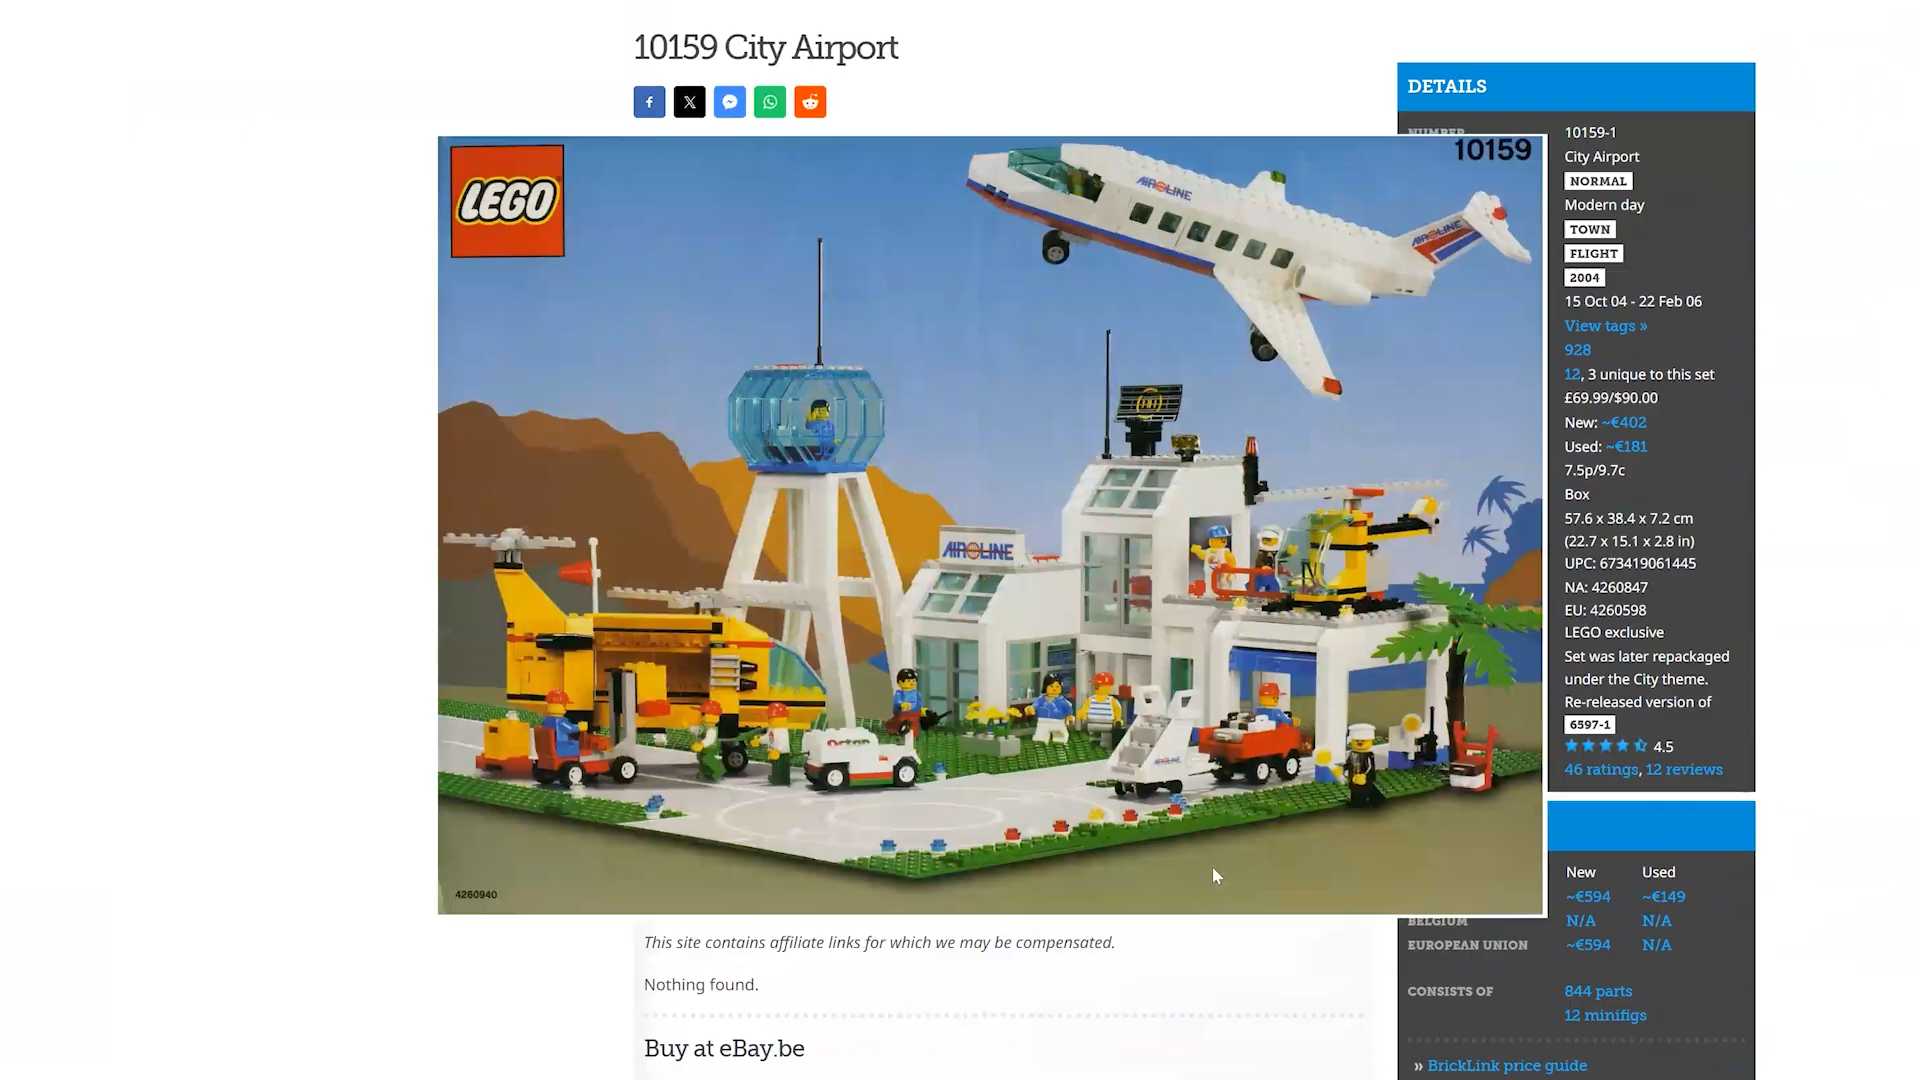 10159 City Airport
DETAILS
NUMBER
10159-1
City Airport
NORMAL
Modern day
TOWN
FLIGHT
2004
15 Oct 04 - 22 Feb 06
View tags »
928
12, 3 unique to this set
£69.99/$90.00
New: ~€402
Used: ~€181
7.5p/9.7c
Box
57.6 x 38.4 x 7.2 cm
(22.7 x 15.1 x 2.8 in)
UPC: 673419061445
NA: 4260847
EU: 4260598
LEGO exclusive
Set was later repackaged
under the City theme.
Re-released version of
6597-1
4.5
46 ratings, 12 reviews
LEGO
10159
AIRLINE
AIRLINE
AIRLINE
Octan
AIRLINE
4260940
New Used
~€594 ~€149
BELGIUM N/A N/A
EUROPEAN UNION ~€594 N/A
CONSISTS OF 844 parts
12 minifigs
» BrickLink price guide
This site contains affiliate links for which we may be compensated.
Nothing found.
Buy at eBay.be